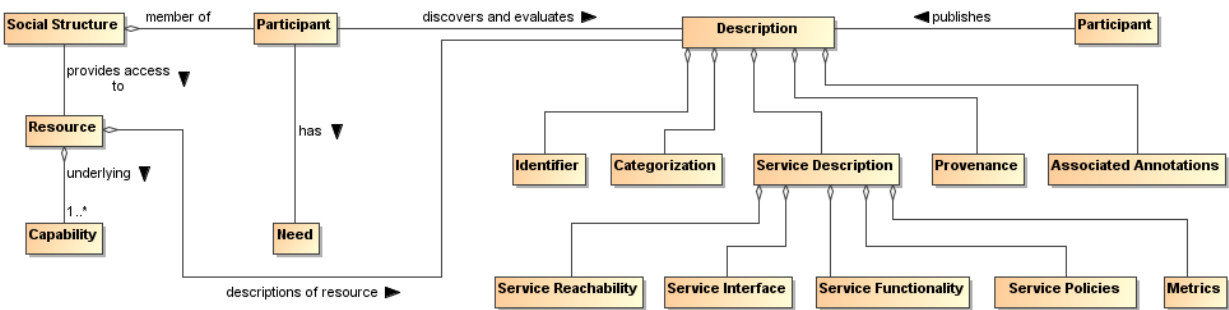 Social Structure
member of
Participant
discovers and evaluates
Description
publishes
Participant
provides access
to
Resource
has
underlying
Identifier
Categorization
Service Description
Provenance
Associated Annotations
1..*
Capability
Need
descriptions of resource
Service Reachability
Service Interface
Service Functionality
Service Policies
Metrics